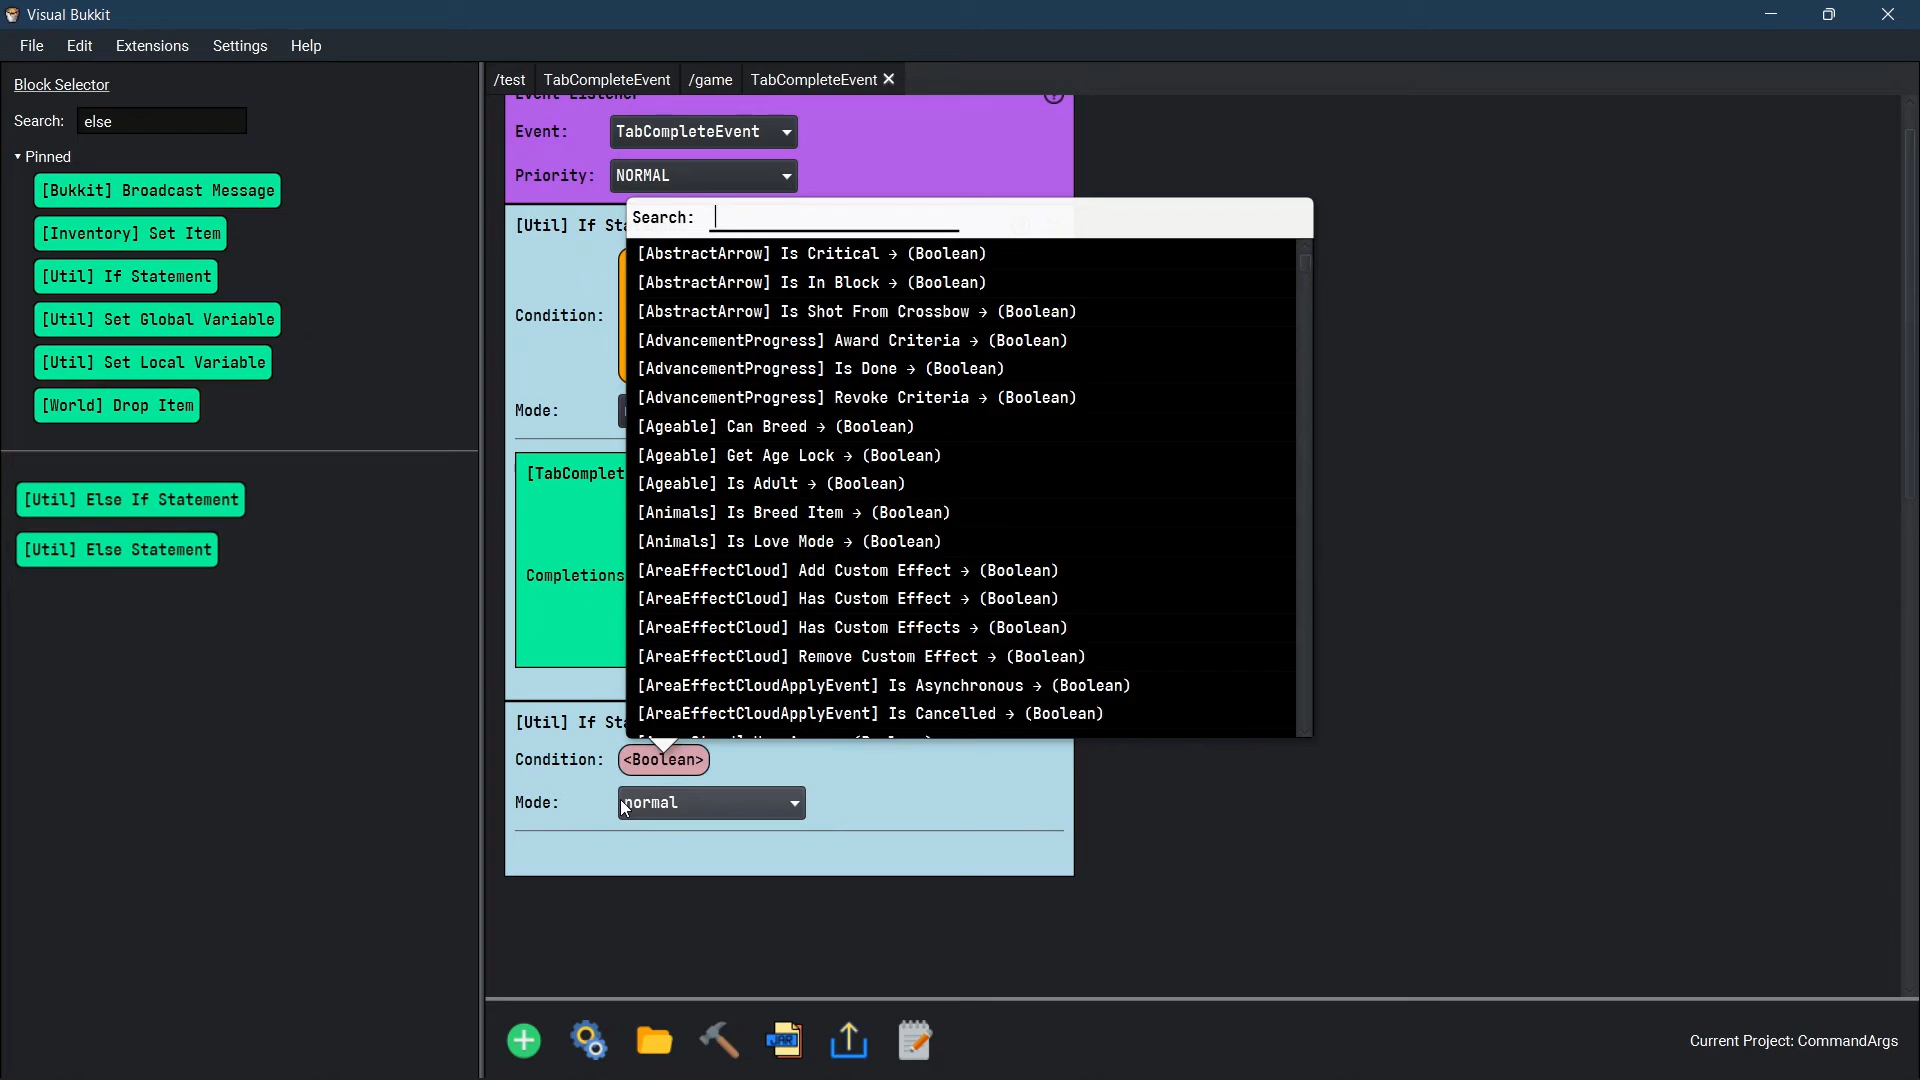 Visual Bukkit
File Edit Extensions Settings Help
Block Selector
Search: else
Pinned
[Bukkit] Broadcast Message
[Inventory] Set Item
[Util] If Statement
[Util] Set Global Variable
[Util] Set Local Variable
[World] Drop Item
[Util] Else If Statement
[Util] Else Statement
/test TabCompleteEvent /game TabCompleteEvent
Event Listener
Event: TabCompleteEvent
Priority: NORMAL
[Util] If Sta
Condition:
Mode:
[TabComplet
Completions
Search:
[AbstractArrow] Is Critical → (Boolean)
[AbstractArrow] Is In Block → (Boolean)
[AbstractArrow] Is Shot From Crossbow → (Boolean)
[AdvancementProgress] Award Criteria → (Boolean)
[AdvancementProgress] Is Done → (Boolean)
[AdvancementProgress] Revoke Criteria → (Boolean)
[Ageable] Can Breed → (Boolean)
[Ageable] Get Age Lock → (Boolean)
[Ageable] Is Adult → (Boolean)
[Animals] Is Breed Item → (Boolean)
[Animals] Is Love Mode → (Boolean)
[AreaEffectCloud] Add Custom Effect → (Boolean)
[AreaEffectCloud] Has Custom Effect → (Boolean)
[AreaEffectCloud] Has Custom Effects → (Boolean)
[AreaEffectCloud] Remove Custom Effect → (Boolean)
[AreaEffectCloudApplyEvent] Is Asynchronous → (Boolean)
[AreaEffectCloudApplyEvent] Is Cancelled → (Boolean)
[Util] If Sta
Condition: <Boolean>
Mode: normal
JAR
Current Project: CommandArgs